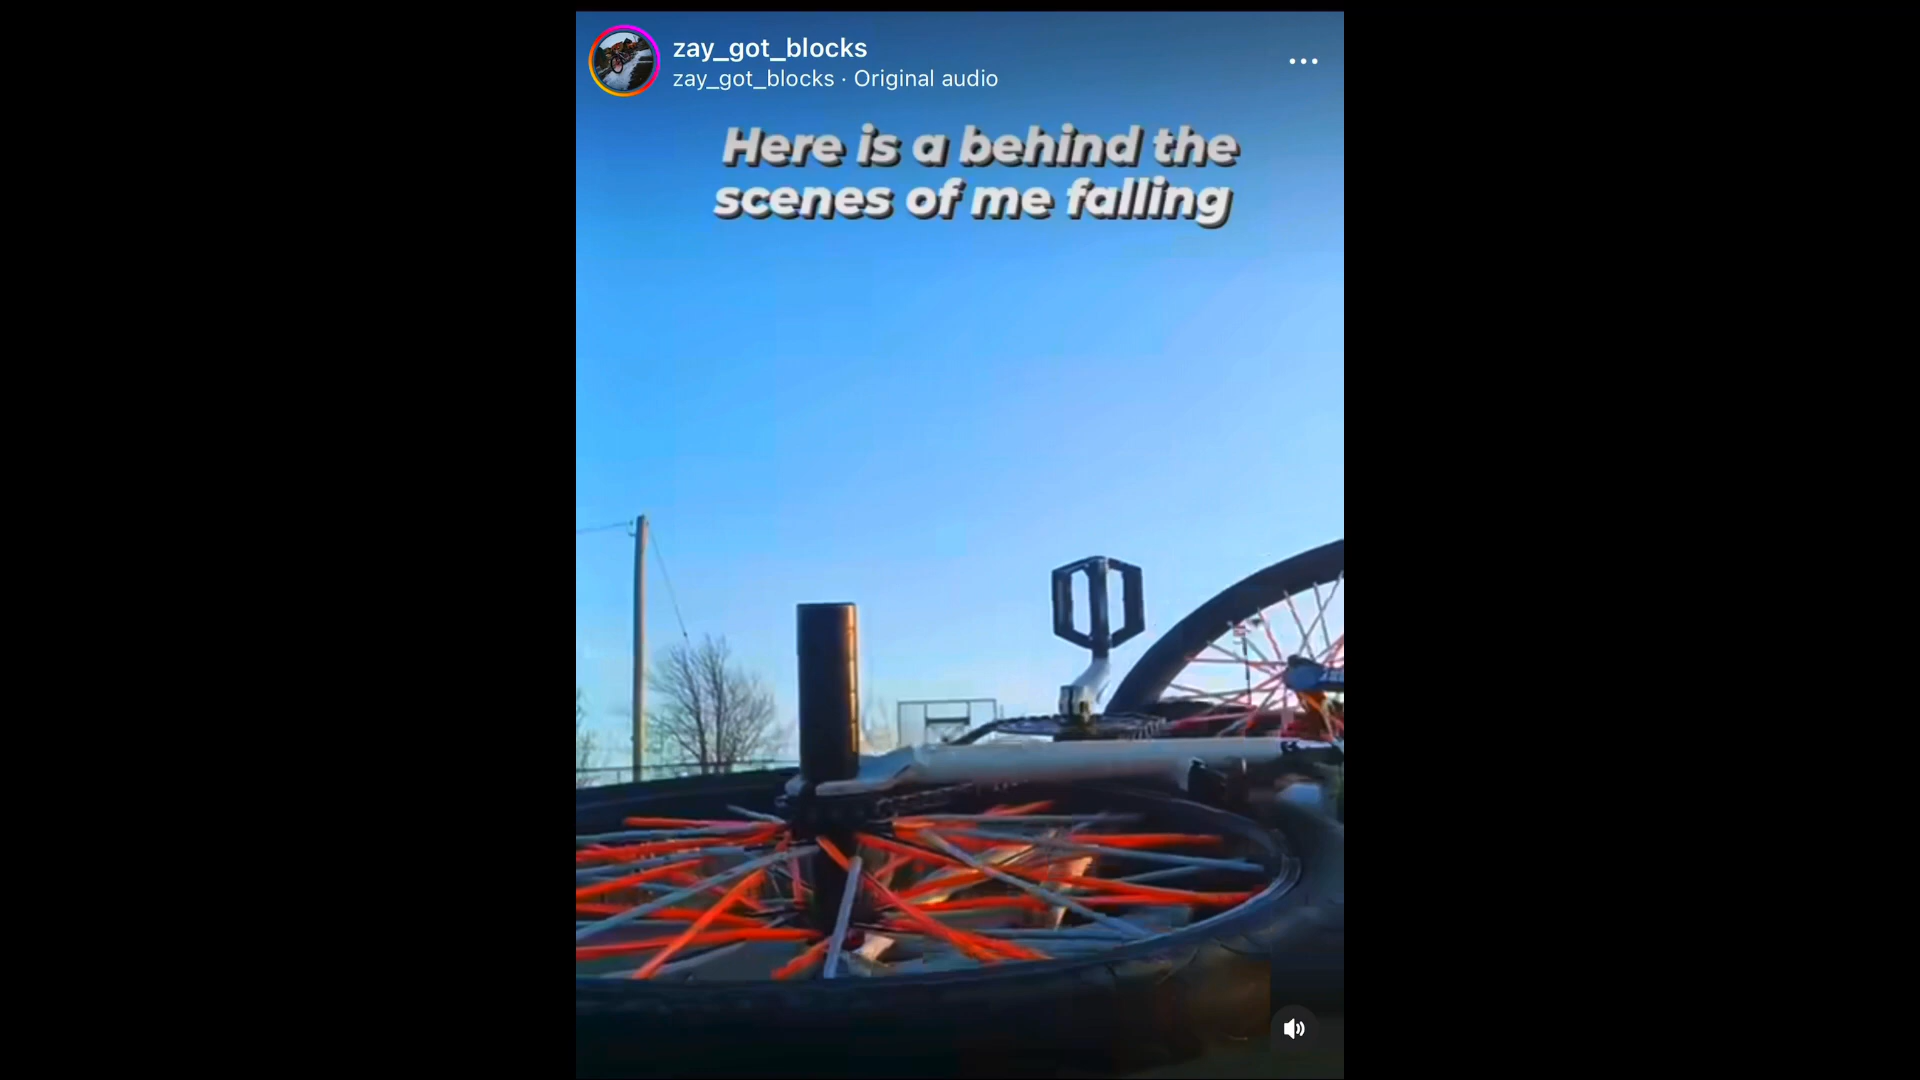 zay_got_blocks
zay_got_blocks · Original audio
Here is a behind the
scenes of me falling